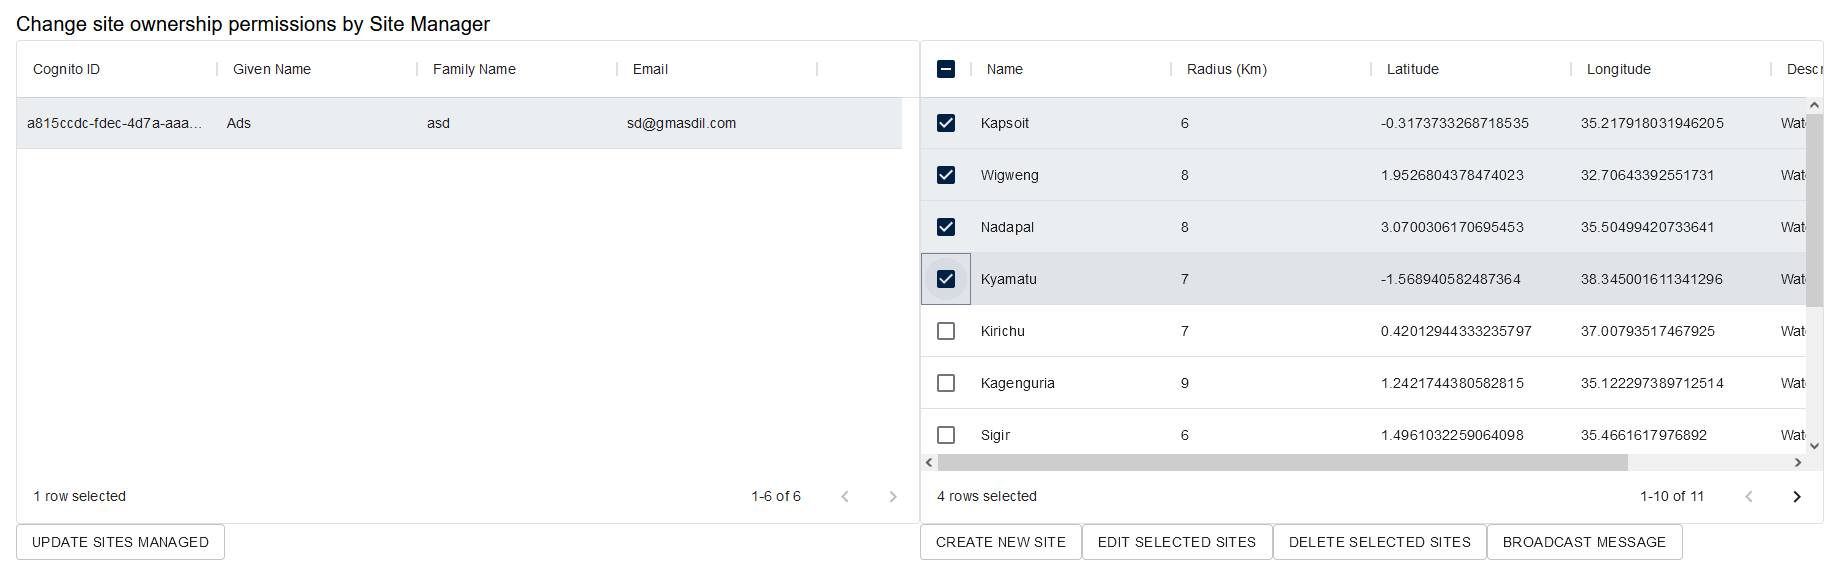 Change site ownership permissions by Site Manager
Cognito ID Given Name Family Name Email
a815ccdc-fdec-4d7a-aaa... Ads asd sd@gmasdil.com
1 row selected 1-6 of 6
UPDATE SITES MANAGED
Name Radius (Km) Latitude Longitude Descr
Kapsoit 6 -0.3173733268718535 35.217918031946205 Wat
Wigweng 8 1.9526804378474023 32.70643392551731 Wat
Nadapal 8 3.0700306170695453 35.50499420733641 Wat
Kyamatu 7 -1.568940582487364 38.345001611341296 Wat
Kirichu 7 0.42012944333235797 37.00793517467925 Wat
Kagenguria 9 1.2421744380582815 35.122297389712514 Wat
Sigir 6 1.4961032259064098 35.4661617976892 Wat
4 rows selected 1-10 of 11
CREATE NEW SITE EDIT SELECTED SITES DELETE SELECTED SITES BROADCAST MESSAGE